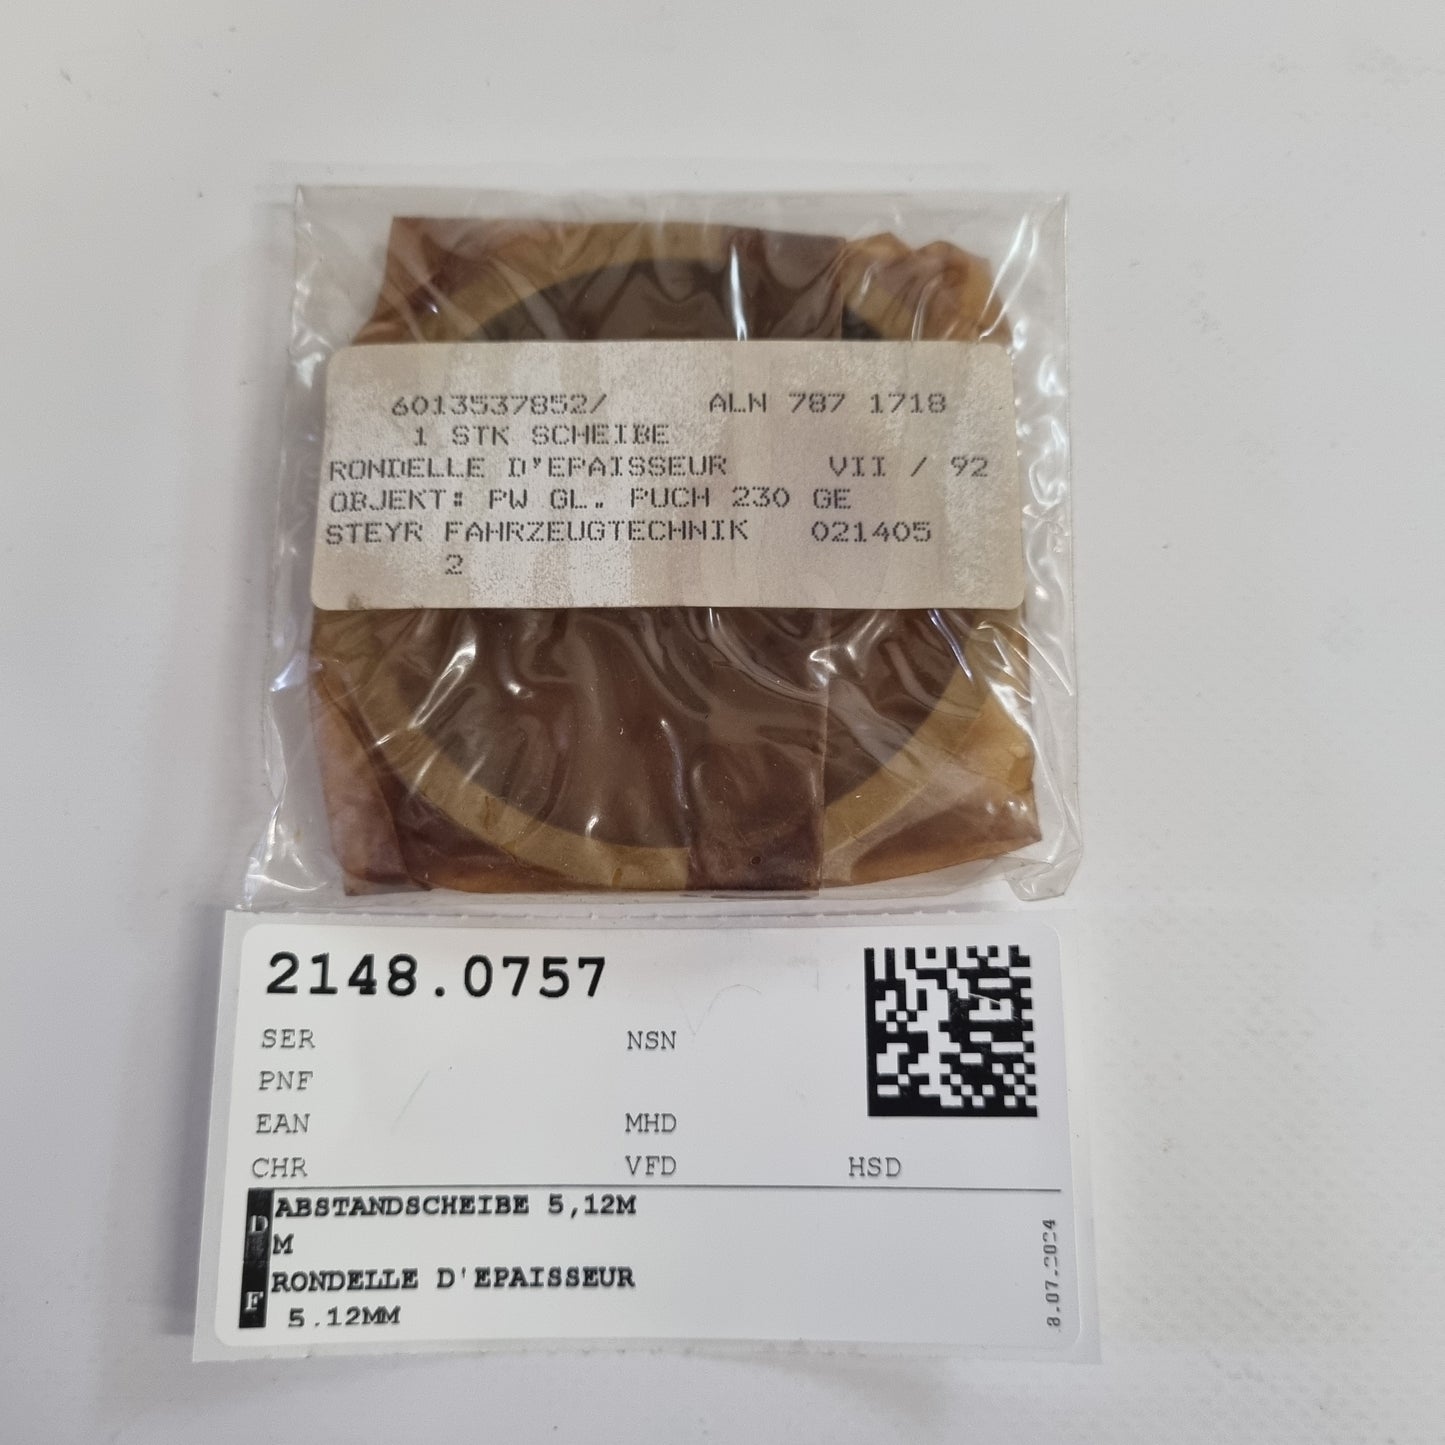 6013537852/ ALN 787 1718
1 STK SCHEIBE
RONDELLE D'EPAISSEUR VII / 92
OBJEKT: PW GL. PUCH 230 GE
STEYR FAHRZEUGTECHNIK 021405
2
2148.0757
SER NSN
PNF
EAN MHD
CHR VFD HSD
D ABSTANDSCHEIBE 5,12M
M
F RONDELLE D'EPAISSEUR
5.12MM
8.07.2024